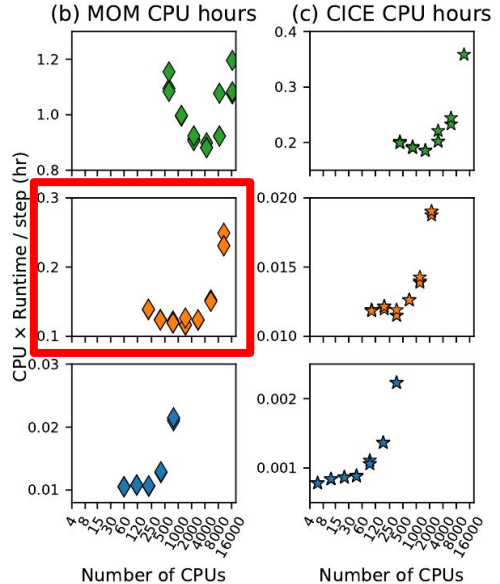 (b) MOM CPU hours
(c) CICE CPU hours
CPU × Runtime / step (hr)
1.2
1.0
0.8
0.4
0.3
0.2
0.3
0.2
0.1
0.020
0.015
0.010
0.03
0.02
0.01
0.002
0.001
4 8 15 30 60 120 250 500 1000 2000 4000 8000 16000
4 8 15 30 60 120 250 500 1000 2000 4000 8000 16000
Number of CPUs
Number of CPUs